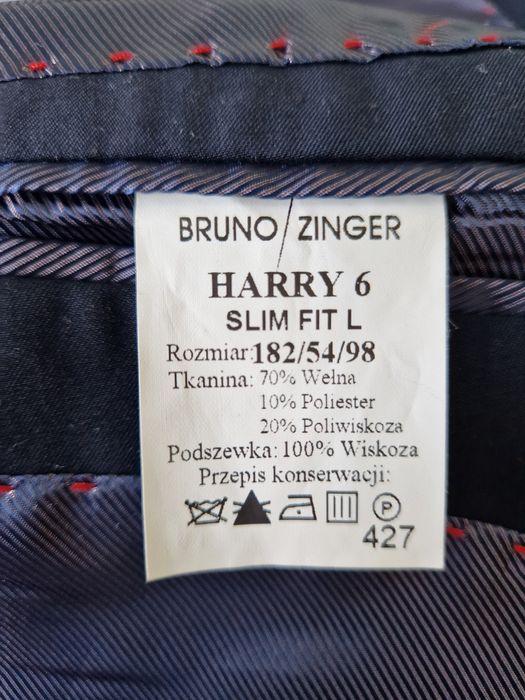 BRUNO/ZINGER
HARRY 6
SLIM FIT L
Rozmiar:182/54/98
Tkanina: 70% Wełna
10% Poliester
20% Poliwiskoza
Podszewka: 100% Wiskoza
Przepis konserwacji:
P
427